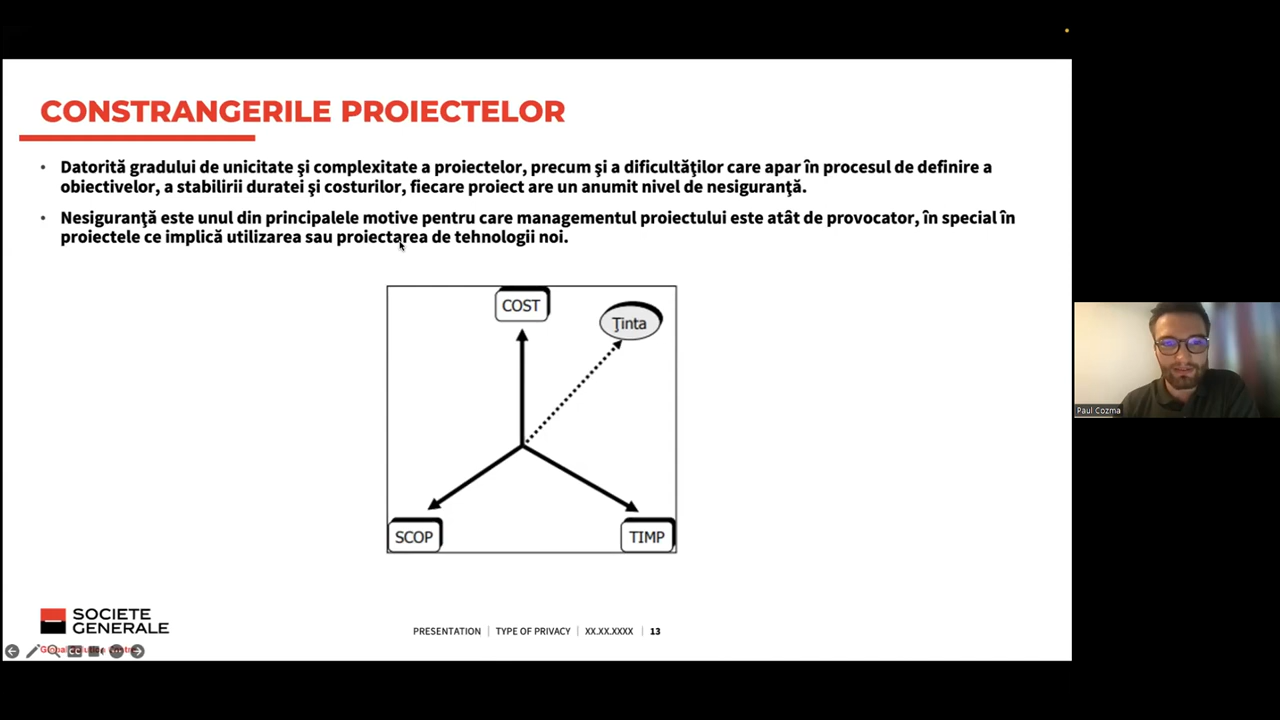 CONSTRANGERILE PROIECTELOR
• Datorită gradului de unicitate şi complexitate a proiectelor, precum şi a dificultăţilor care apar în procesul de definire a
obiectivelor, a stabilirii duratei şi costurilor, fiecare proiect are un anumit nivel de nesiguranţă.
• Nesiguranţă este unul din principalele motive pentru care managementul proiectului este atât de provocator, în special în
proiectele ce implică utilizarea sau proiectarea de tehnologii noi.
COST
Ţinta
SCOP
TIMP
Paul Cozma
SOCIETE
GENERALE
PRESENTATION | TYPE OF PRIVACY | XX.XX.XXXX | 13